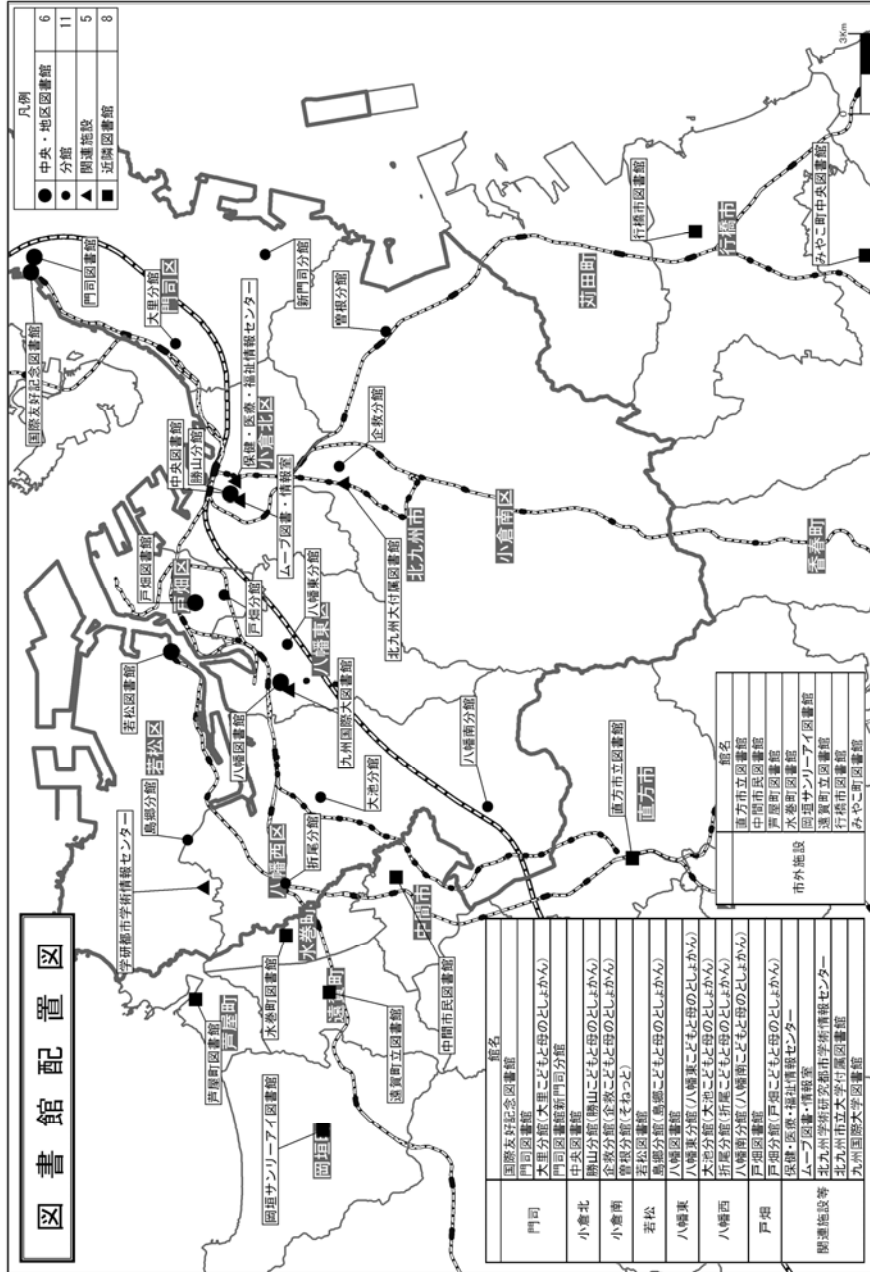 図書館配置図
凡例
中央・地区図書館 6
分館 11
関連施設 5
近隣図書館 8
国際友好記念図書館
門司図書館
大里分館
門司区
新門司分館
中央図書館
勝山分館
保健・医療・福祉情報センター
小倉北区
ムーブ図書・情報室
曽根分館
企救分館
北九州大付属図書館
北九州市
小倉南区
戸畑図書館
戸畑区
戸畑分館
八幡東分館
八幡東区
若松図書館
若松区
八幡図書館
九州国際大図書館
島郷分館
学研都市学術情報センター
大池分館
折尾分館
八幡西区
八幡南分館
芦屋町図書館
芦屋町
水巻町図書館
水巻町
遠賀町立図書館
中間市民図書館
中間市
岡垣サンリーアイ図書館
直方市立図書館
直方市
香春町
苅田町
行橋市図書館
行橋市
みやこ町中央図書館
0
3Km
館名
門司
国際友好記念図書館
門司図書館
大里分館(大里こどもと母のとしょかん)
門司図書館新門司分館
小倉北
中央図書館
勝山分館(勝山こどもと母のとしょかん)
小倉南
企救分館(企救こどもと母のとしょかん)
曽根分館(そねっと)
若松
若松図書館
島郷分館(島郷こどもと母のとしょかん)
八幡東
八幡図書館
八幡東分館(八幡東こどもと母のとしょかん)
八幡西
大池分館(大池こどもと母のとしょかん)
折尾分館(折尾こどもと母のとしょかん)
八幡南分館(八幡南こどもと母のとしょかん)
戸畑
戸畑図書館
戸畑分館(戸畑こどもと母のとしょかん)
関連施設等
保健・医療・福祉情報センター
ムーブ図書・情報室
北九州学術研究都市学術情報センター
北九州市立大学付属図書館
九州国際大学図書館
館名
市外施設
直方市立図書館
中間市民図書館
芦屋町図書館
水巻町図書館
岡垣サンリーアイ図書館
遠賀町立図書館
行橋市図書館
みやこ町図書館